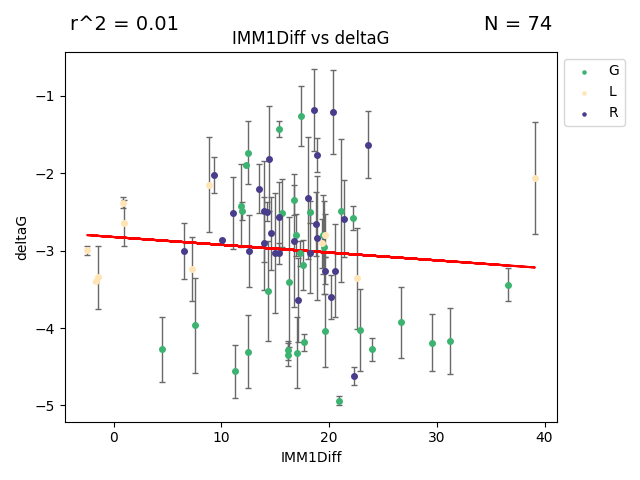 r^2 = 0.01
N = 74
IMM1Diff vs deltaG
G
L
R
deltaG
−1
−2
−3
−4
−5
0 10 20 30 40
IMM1Diff